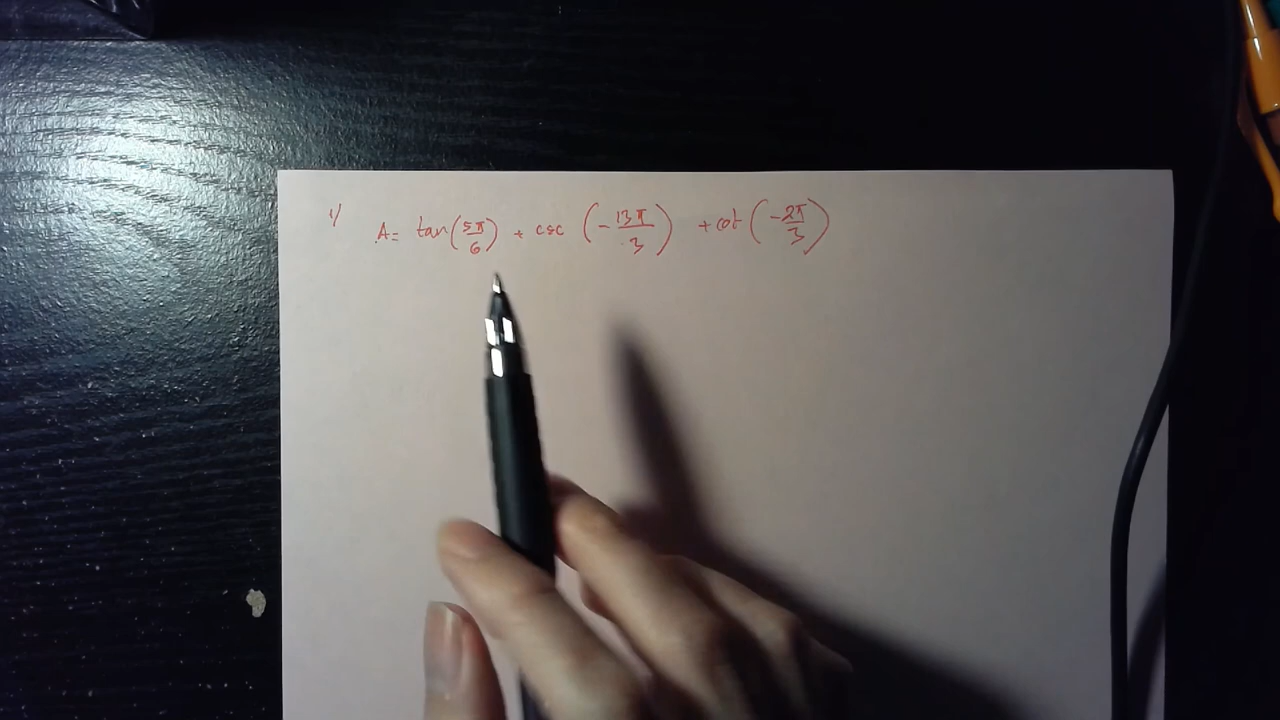 1/ A = tan(5π/6) + csc(-13π/3) + cot(-2π/3)